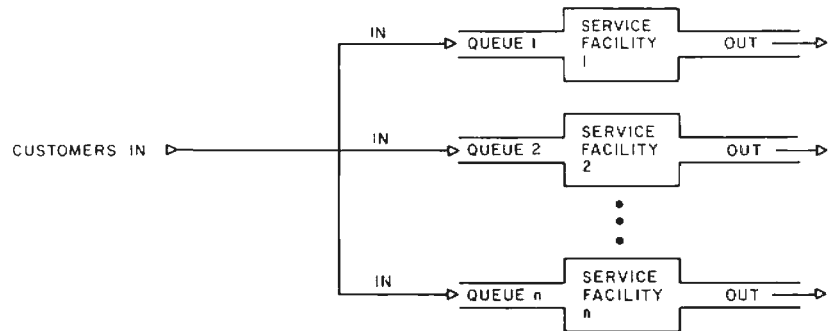 IN
QUEUE 1
SERVICE
FACILITY
1
OUT
CUSTOMERS IN
IN
QUEUE 2
SERVICE
FACILITY
2
OUT
IN
QUEUE n
SERVICE
FACILITY
n
OUT